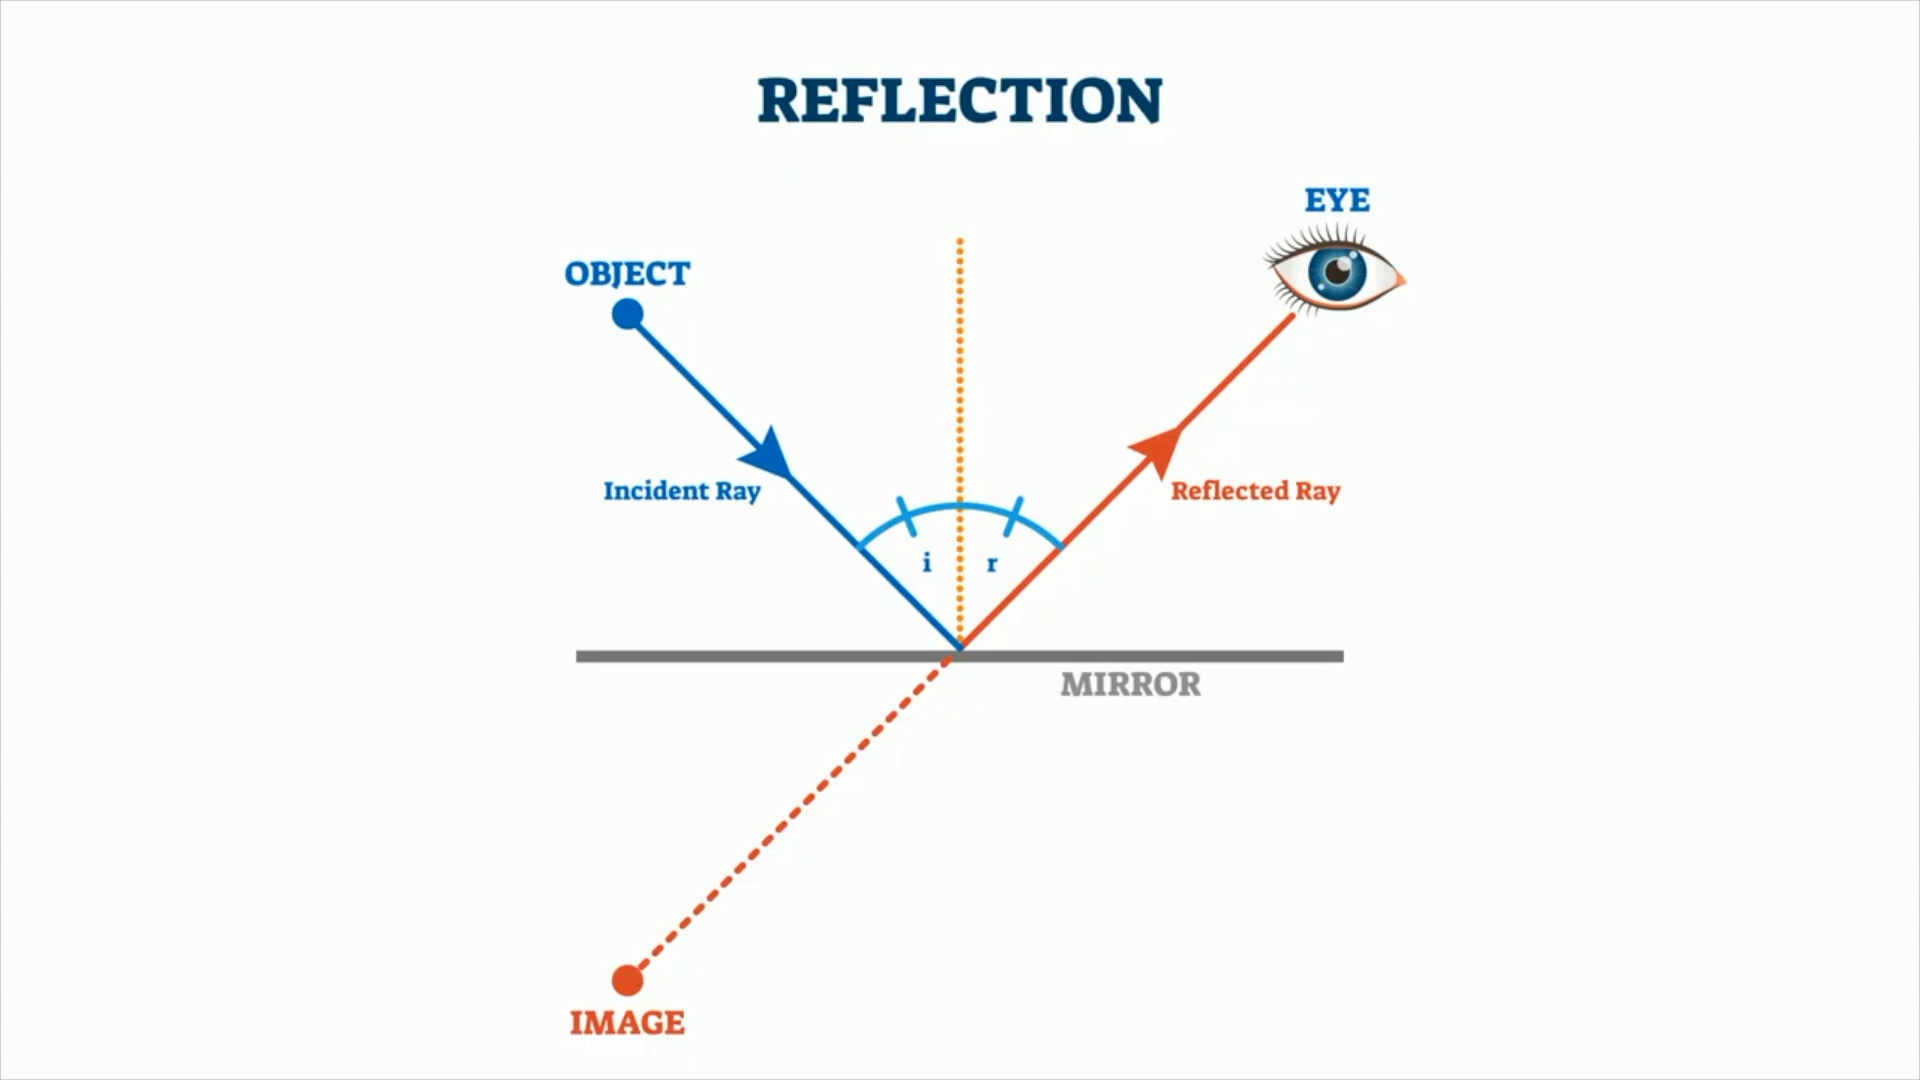 REFLECTION
EYE
OBJECT
Incident Ray
Reflected Ray
i
r
MIRROR
IMAGE